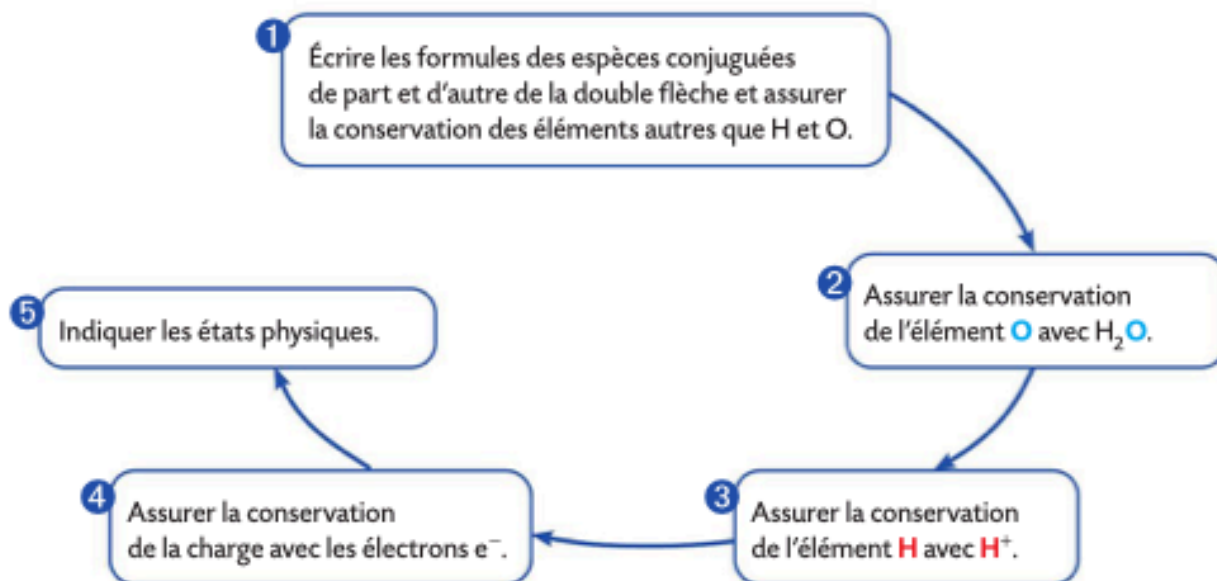 1
Écrire les formules des espèces conjuguées
de part et d'autre de la double flèche et assurer
la conservation des éléments autres que H et O.
2
Assurer la conservation
de l'élément O avec H₂O.
3
Assurer la conservation
de l'élément H avec H⁺.
4
Assurer la conservation
de la charge avec les électrons e⁻.
5
Indiquer les états physiques.